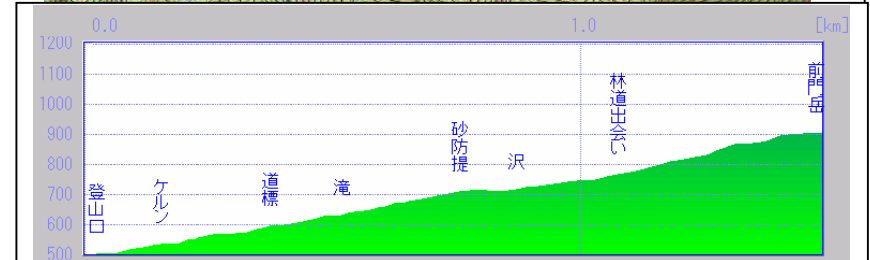 0.0 1.0 [km]
1200
1100
1000
900
800
700
600
500
登山口
ケルン
道標
滝
砂防提
沢
林道出会い
前門岳